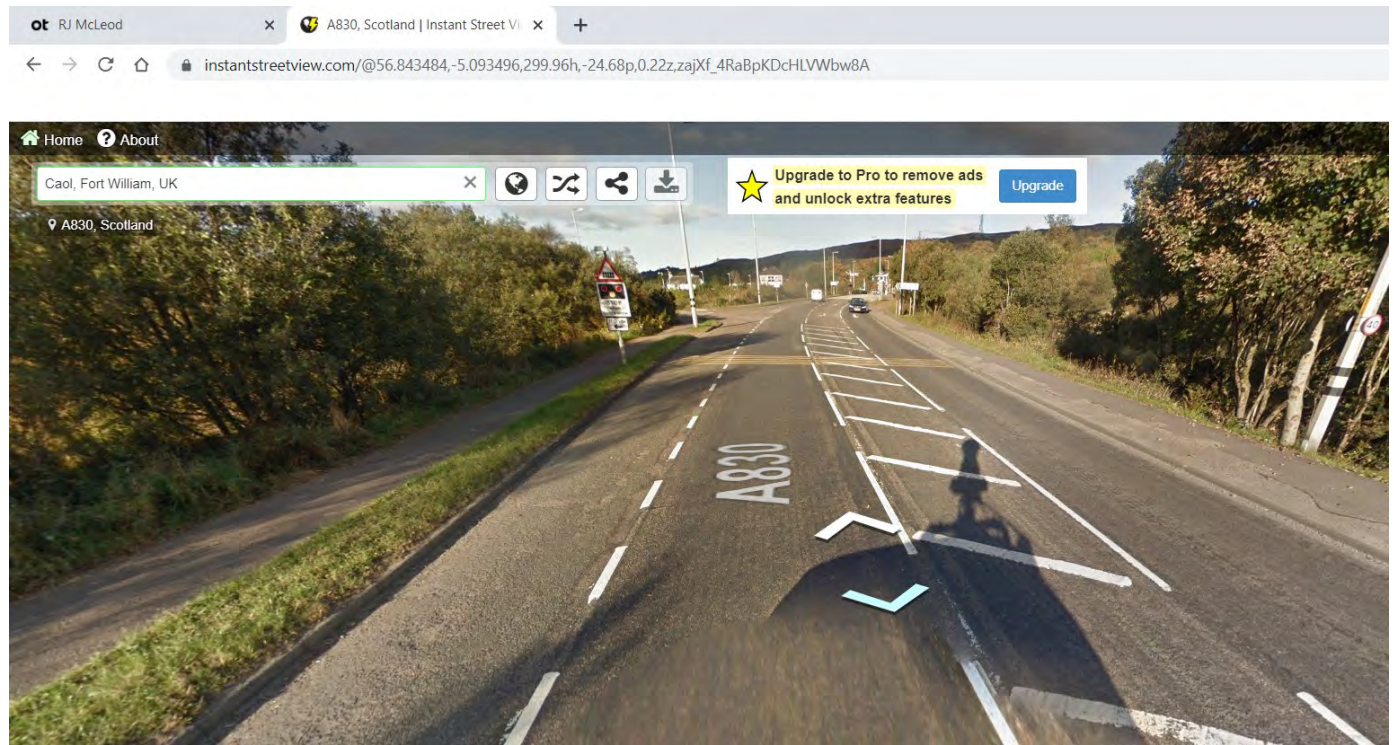 ot RJ McLeod
A830, Scotland | Instant Street Vi
instantstreetview.com/@56.843484,-5.093496,299.96h,-24.68p,0.22z,zajXf_4RaBpKDcHLVWbw8A
Home ? About
Caol, Fort William, UK
Upgrade to Pro to remove ads
and unlock extra features
Upgrade
A830, Scotland
40
A830